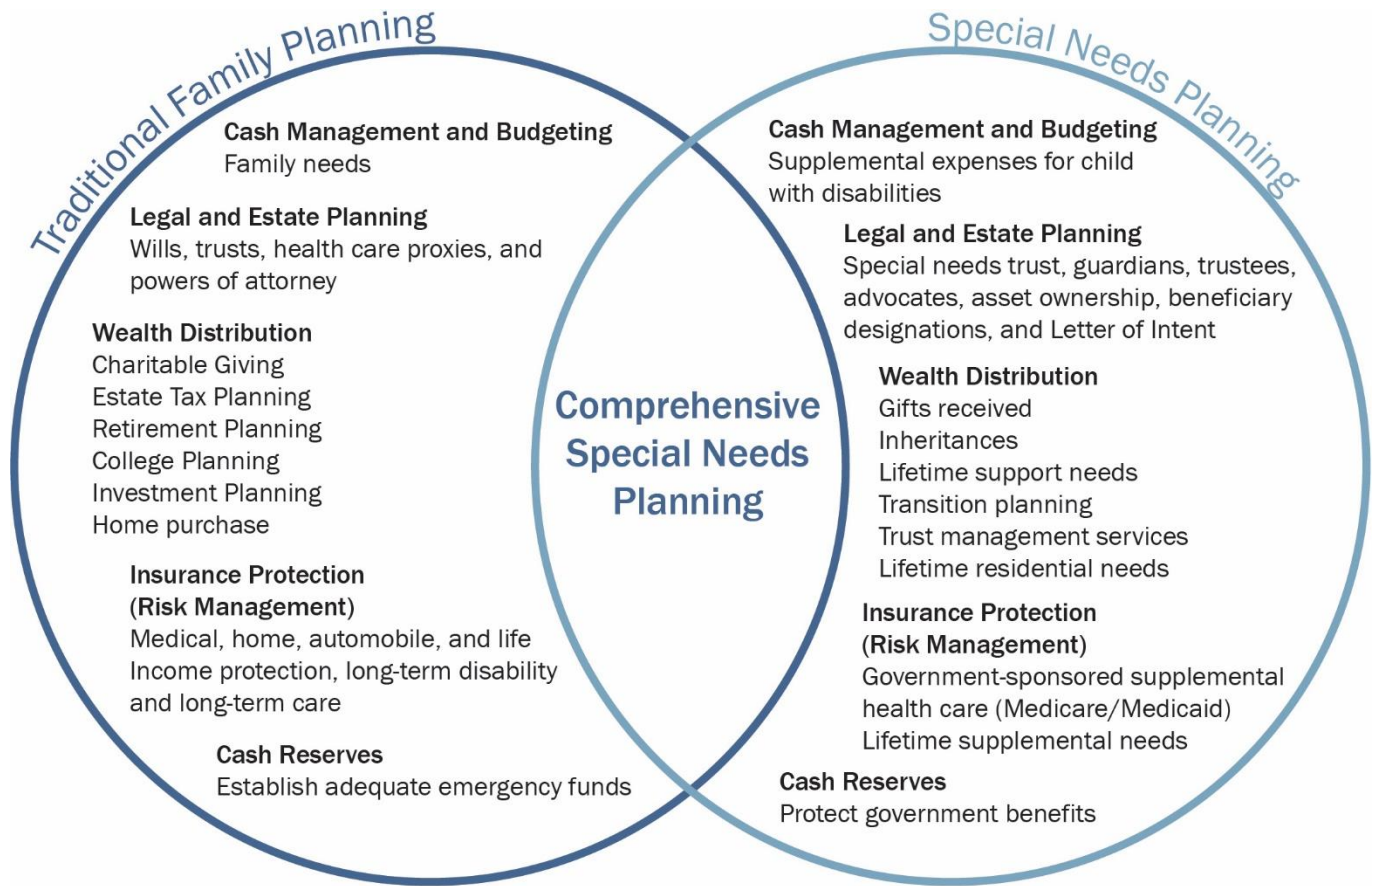 Traditional Family Planning
Cash Management and Budgeting
Family needs
Legal and Estate Planning
Wills, trusts, health care proxies, and
powers of attorney
Wealth Distribution
Charitable Giving
Estate Tax Planning
Retirement Planning
College Planning
Investment Planning
Home purchase
Insurance Protection
(Risk Management)
Medical, home, automobile, and life
Income protection, long-term disability
and long-term care
Cash Reserves
Establish adequate emergency funds
Comprehensive
Special Needs
Planning
Special Needs Planning
Cash Management and Budgeting
Supplemental expenses for child
with disabilities
Legal and Estate Planning
Special needs trust, guardians, trustees,
advocates, asset ownership, beneficiary
designations, and Letter of Intent
Wealth Distribution
Gifts received
Inheritances
Lifetime support needs
Transition planning
Trust management services
Lifetime residential needs
Insurance Protection
(Risk Management)
Government-sponsored supplemental
health care (Medicare/Medicaid)
Lifetime supplemental needs
Cash Reserves
Protect government benefits